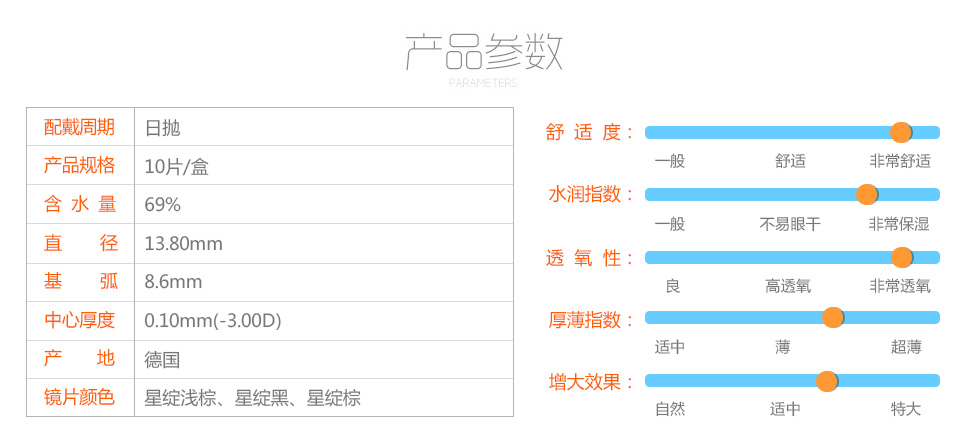 产品参数
PARAMETERS
配戴周期 日抛
产品规格 10片/盒
含水量 69%
直径 13.80mm
基弧 8.6mm
中心厚度 0.10mm(-3.00D)
产地 德国
镜片颜色 星绽浅棕、星绽黑、星绽棕
舒适度：
一般 舒适 非常舒适
水润指数：
一般 不易眼干 非常保湿
透氧性：
良 高透氧 非常透氧
厚薄指数：
适中 薄 超薄
增大效果：
自然 适中 特大